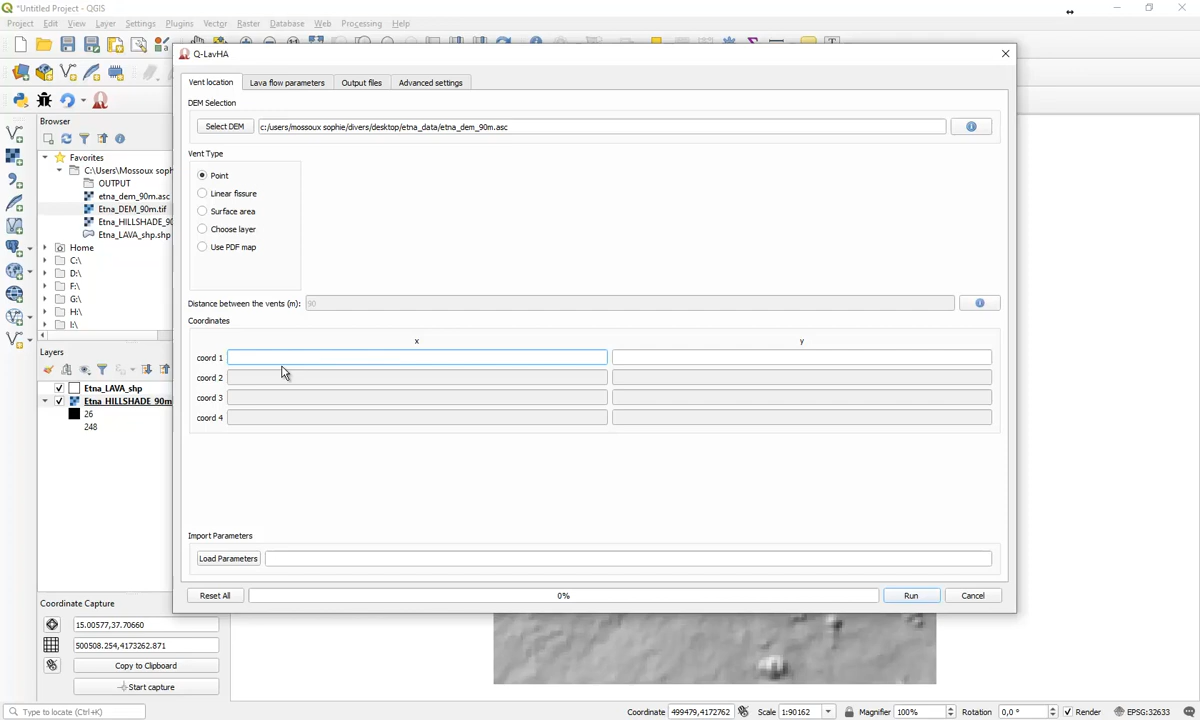 *Untitled Project - QGIS
Project Edit View Layer Settings Plugins Vector Raster Database Web Processing Help
Q-LavHA
Vent location Lava flow parameters Output files Advanced settings
DEM Selection
Select DEM c:/users/mossoux sophie/divers/desktop/etna_data/etna_dem_90m.asc
Vent Type
Point
Linear fissure
Surface area
Choose layer
Use PDF map
Distance between the vents (m): 90
Coordinates
x y
coord 1
coord 2
coord 3
coord 4
Import Parameters
Load Parameters
Reset All 0% Run Cancel
Browser
Favorites
C:\Users\Mossoux soph
OUTPUT
etna_dem_90m.asc
Etna_DEM_90m.tif
Etna_HILLSHADE_90
Etna_LAVA_shp.shp
Home
C:\
D:\
F:\
G:\
H:\
I:\
Layers
Etna_LAVA_shp
Etna_HILLSHADE_90m
26
248
Coordinate Capture
15.00577,37.70660
500508.254,4173262.871
Copy to Clipboard
Start capture
Type to locate (Ctrl+K) Coordinate 499479,4172762 Scale 1:90162 Magnifier 100% Rotation 0,0 ° Render EPSG:32633